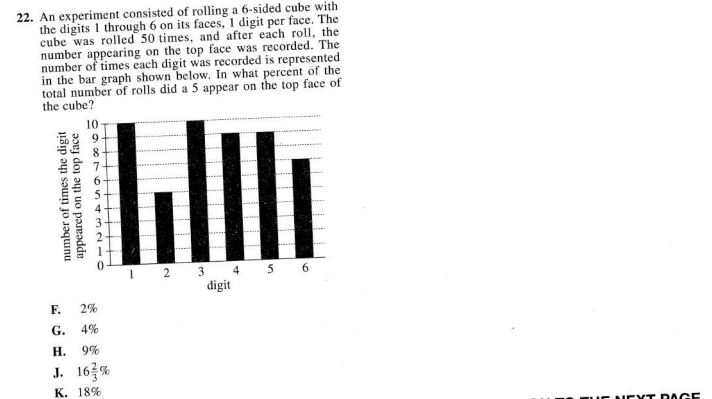 22. An experiment consisted of rolling a 6-sided cube with
the digits 1 through 6 on its faces, 1 digit per face. The
cube was rolled 50 times, and after each roll, the
number appearing on the top face was recorded. The
number of times each digit was recorded is represented
in the bar graph shown below. In what percent of the
total number of rolls did a 5 appear on the top face of
the cube?
number of times the digit
appeared on the top face
10
9
8
7
6
5
4
3
2
1
0
1 2 3 4 5 6
digit
F. 2%
G. 4%
H. 9%
J. 16⅔%
K. 18%
THE NEXT PAGE